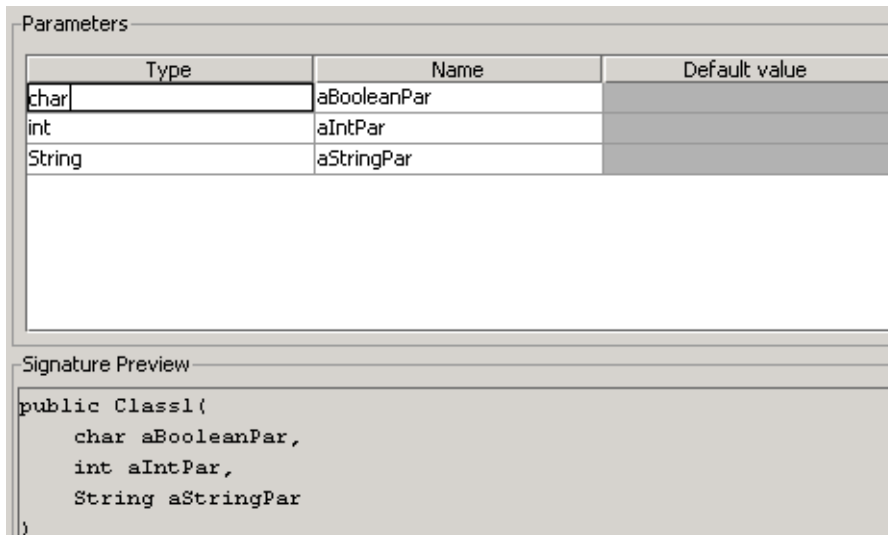 Parameters
Type Name Default value
char aBooleanPar
int aIntPar
String aStringPar
Signature Preview
public Class1(
    char aBooleanPar,
    int aIntPar,
    String aStringPar
)